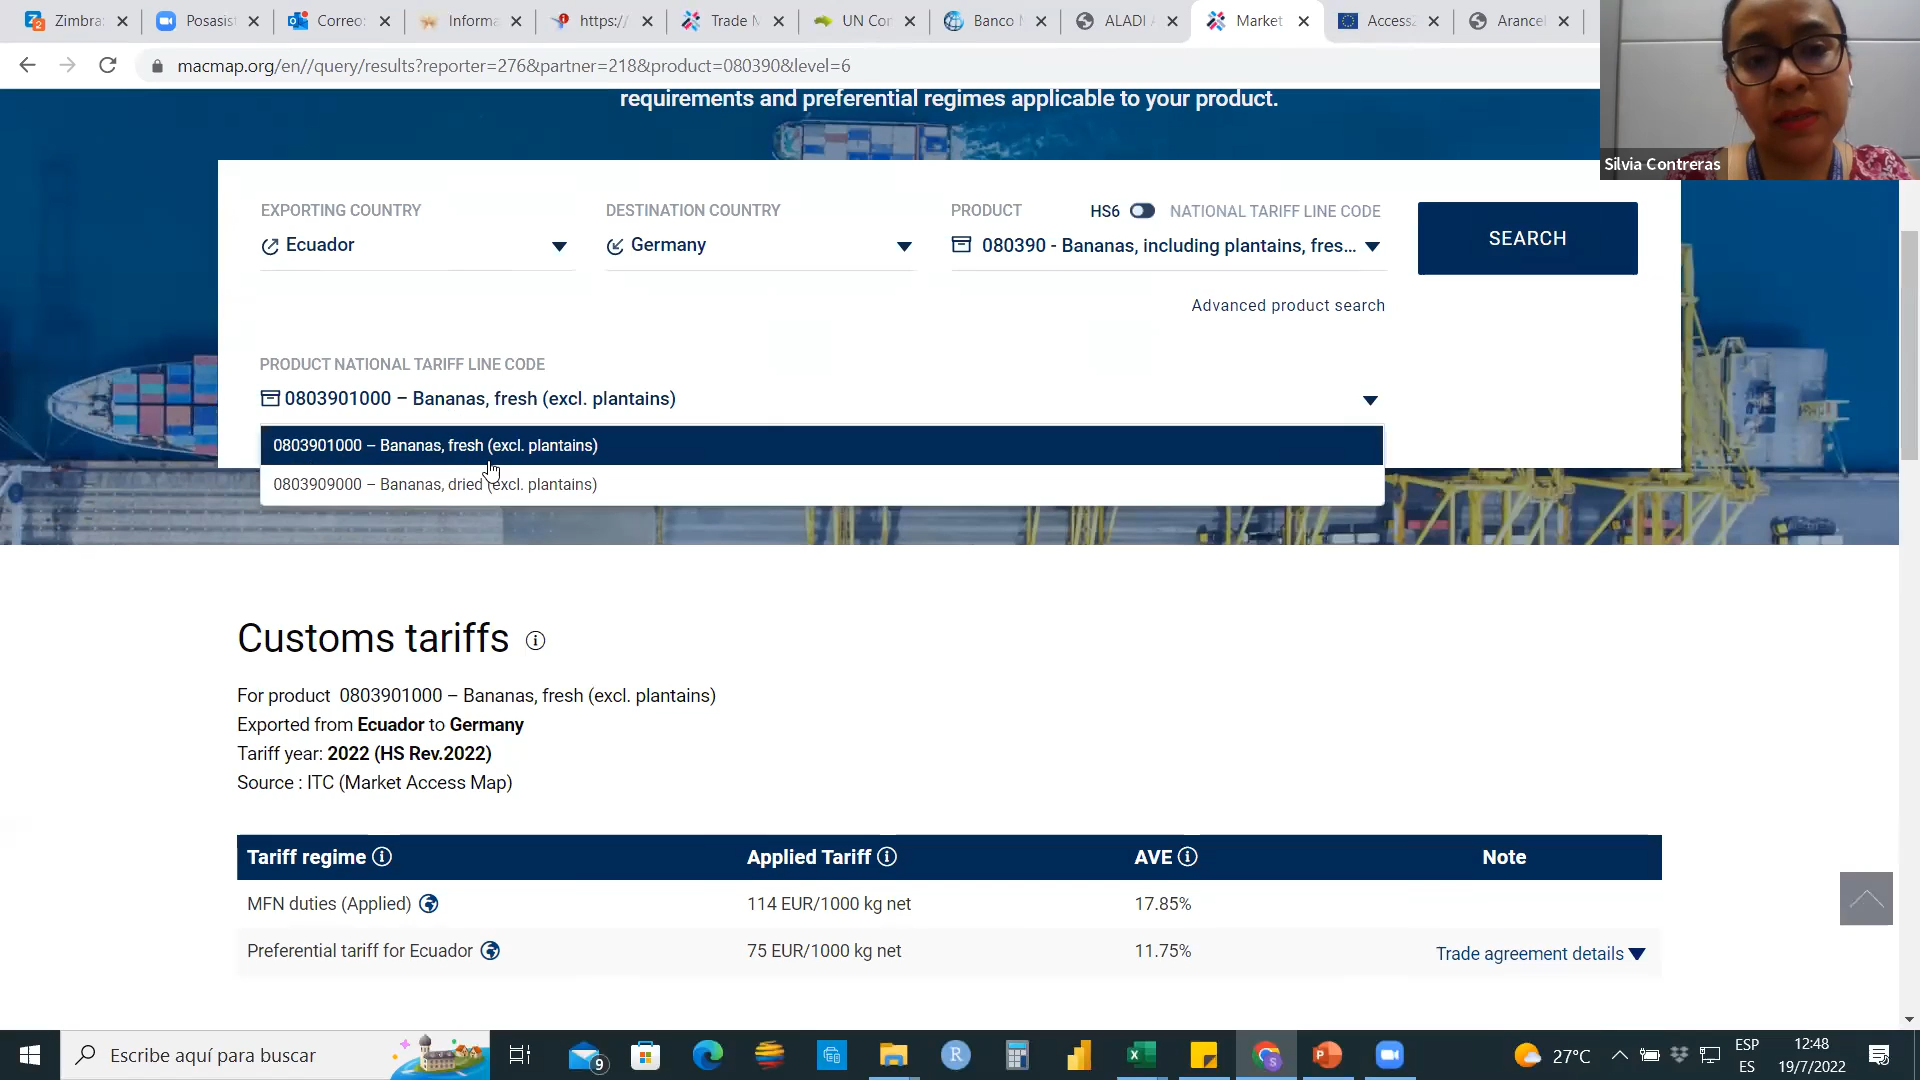 Zimbra:
Posasist
Correo:
Informa
https://
Trade M
UN Con
Banco M
ALADI
Market
Access2
Arancel
macmap.org/en//query/results?reporter=276&partner=218&product=080390&level=6
requirements and preferential regimes applicable to your product.
Silvia Contreras
EXPORTING COUNTRY
DESTINATION COUNTRY
PRODUCT
HS6
NATIONAL TARIFF LINE CODE
Ecuador
Germany
080390 - Bananas, including plantains, fres...
SEARCH
Advanced product search
PRODUCT NATIONAL TARIFF LINE CODE
0803901000 – Bananas, fresh (excl. plantains)
0803901000 – Bananas, fresh (excl. plantains)
0803909000 – Bananas, dried (excl. plantains)
Customs tariffs
For product 0803901000 – Bananas, fresh (excl. plantains)
Exported from Ecuador to Germany
Tariff year: 2022 (HS Rev.2022)
Source : ITC (Market Access Map)
Tariff regime Applied Tariff AVE Note
MFN duties (Applied) 114 EUR/1000 kg net 17.85%
Preferential tariff for Ecuador 75 EUR/1000 kg net 11.75% Trade agreement details
Escribe aquí para buscar
9
27°C
ESP
ES
12:48
19/7/2022